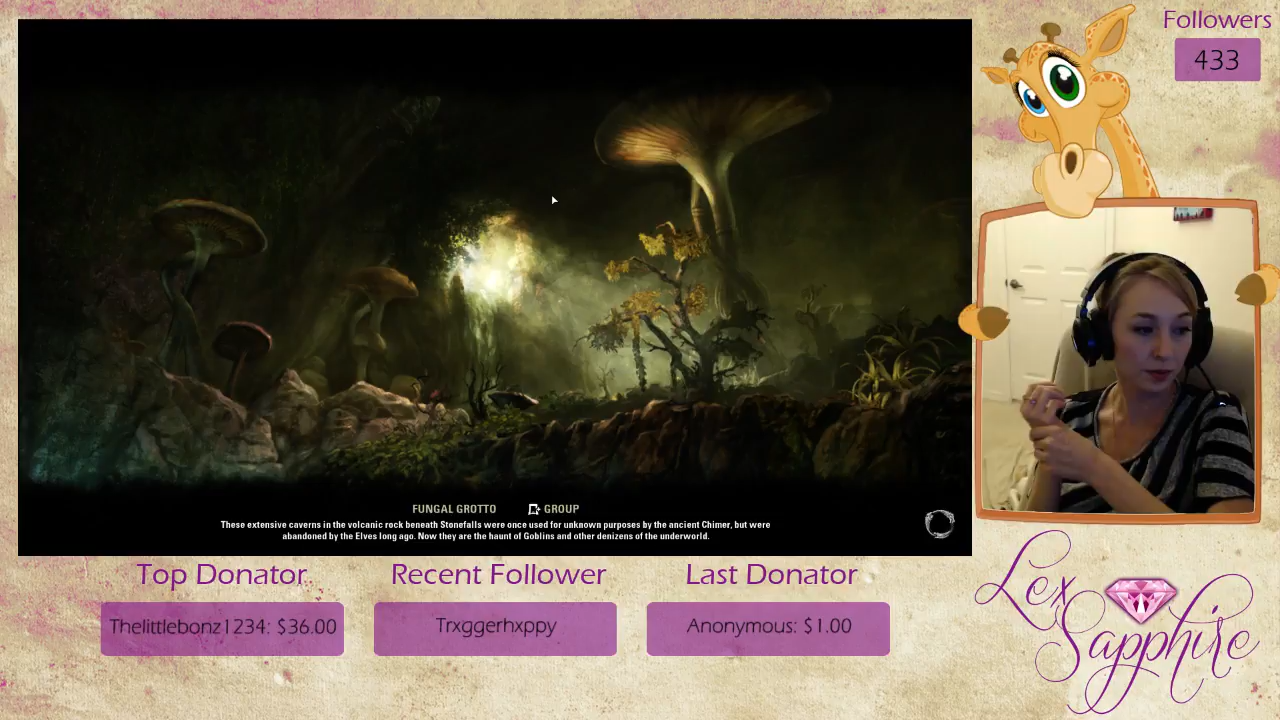 Followers
433
FUNGAL GROTTO GROUP
These extensive caverns in the volcanic rock beneath Stonefalls were once used for unknown purposes by the ancient Chimer, but were
abandoned by the Elves long ago. Now they are the haunt of Goblins and other denizens of the underworld.
Top Donator Recent Follower Last Donator
Thelittlebonz1234: $36.00 Trxggerhxppy Anonymous: $1.00
Lex
Sapphire